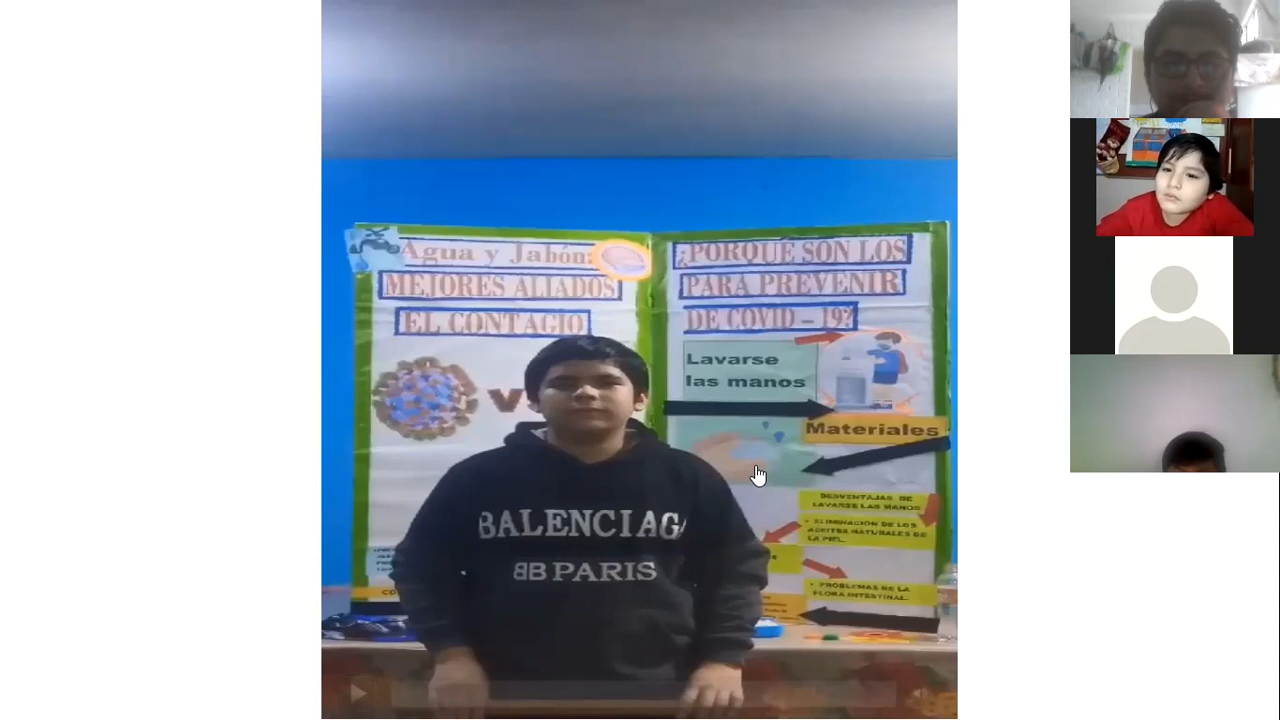 Agua y Jabón:
MEJORES ALIADOS
EL CONTAGIO
¿PORQUE SON LOS
PARA PREVENIR
DE COVID – 19?
Lavarse
las manos
Materiales
DESVENTAJAS DE
LAVARSE LAS MANOS
• ELIMINACIÓN DE LOS
ACEITES NATURALES DE
LA PIEL.
• PROBLEMAS DE LA
FLORA INTESTINAL.
BALENCIAGA
BB PARIS